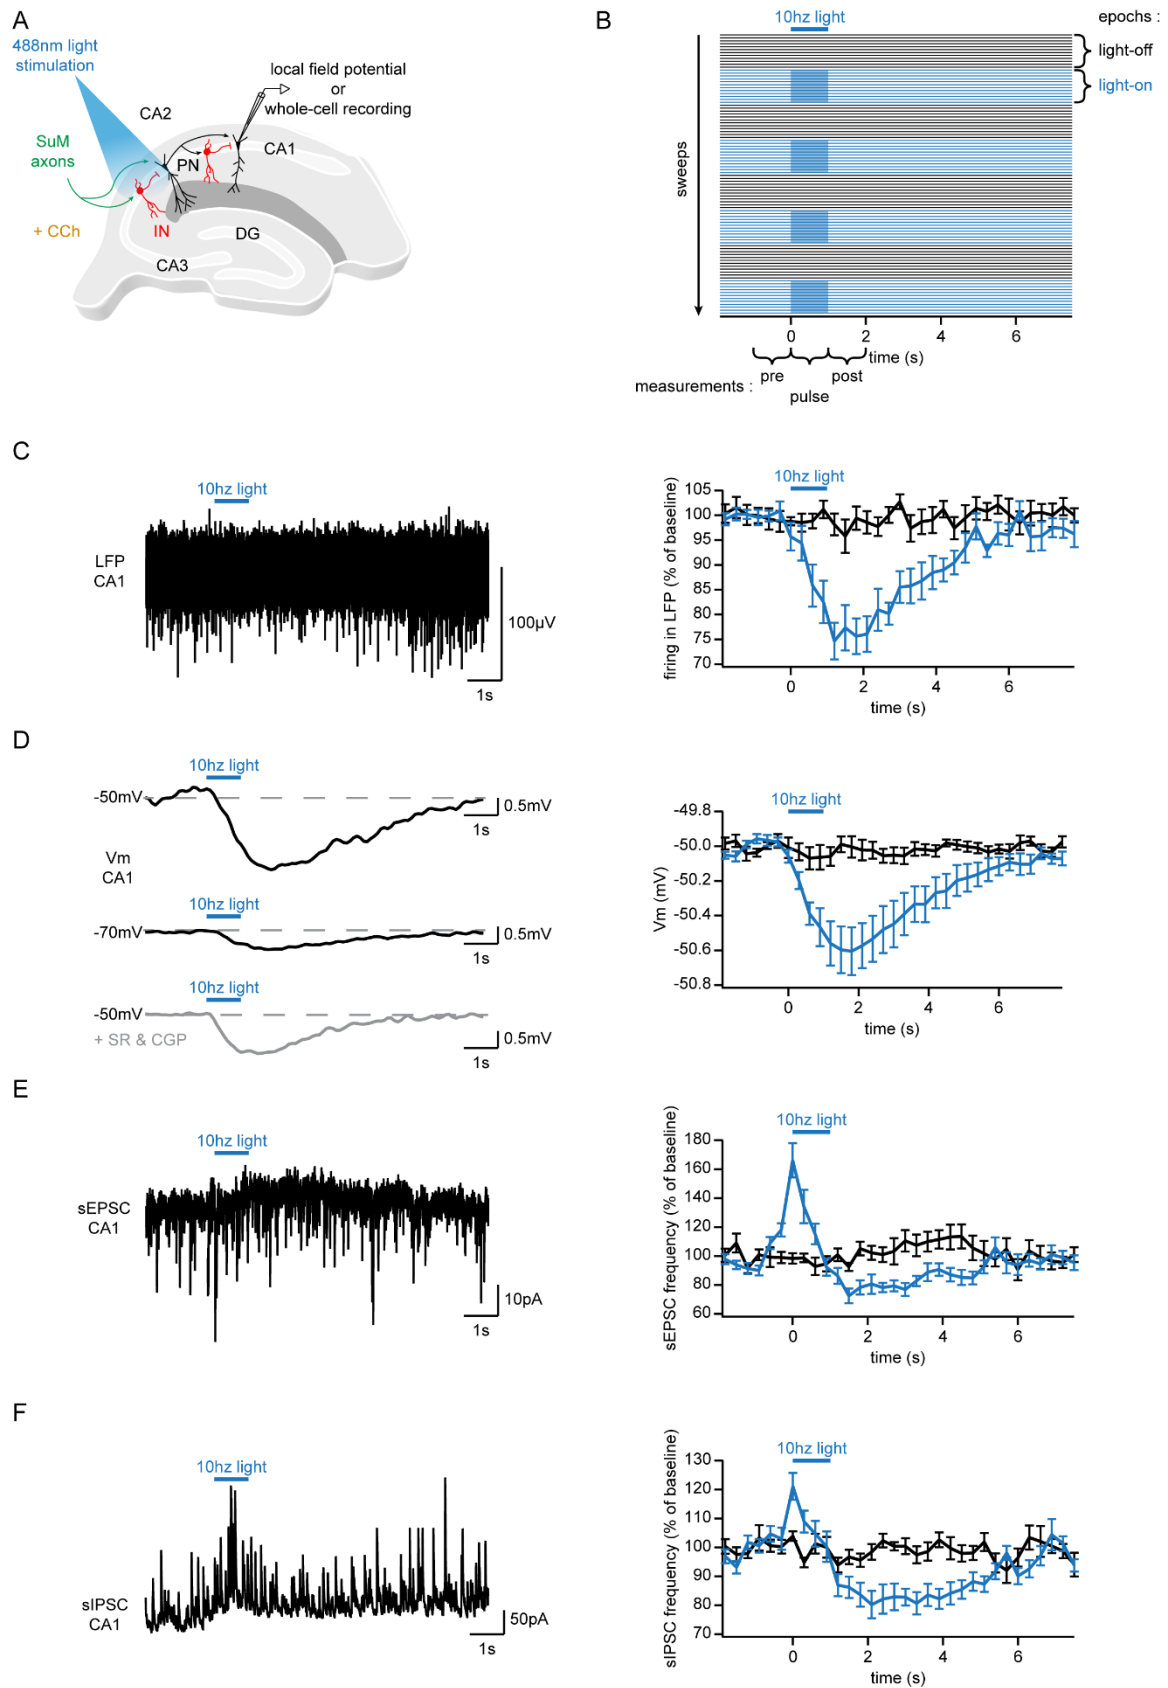 A
488nm light
stimulation
local field potential
or
whole-cell recording
CA2
SuM
axons
PN
CA1
+ CCh
IN
DG
CA3
B
10hz light
epochs :
light-off
light-on
sweeps
0 2 4 6
time (s)
measurements :
pre
pulse
post
C
10hz light
LFP
CA1
100µV
1s
10hz light
firing in LFP (% of baseline)
105
100
95
90
85
80
75
70
0 2 4 6
time (s)
D
10hz light
-50mV
0.5mV
1s
Vm
CA1
10hz light
-70mV
0.5mV
1s
10hz light
-50mV
+ SR & CGP
0.5mV
1s
10hz light
Vm (mV)
-49.8
-50.0
-50.2
-50.4
-50.6
-50.8
0 2 4 6
time (s)
E
10hz light
sEPSC
CA1
10pA
1s
10hz light
sEPSC frequency (% of baseline)
180
160
140
120
100
80
60
0 2 4 6
time (s)
F
10hz light
sIPSC
CA1
50pA
1s
10hz light
sIPSC frequency (% of baseline)
130
120
110
100
90
80
70
0 2 4 6
time (s)